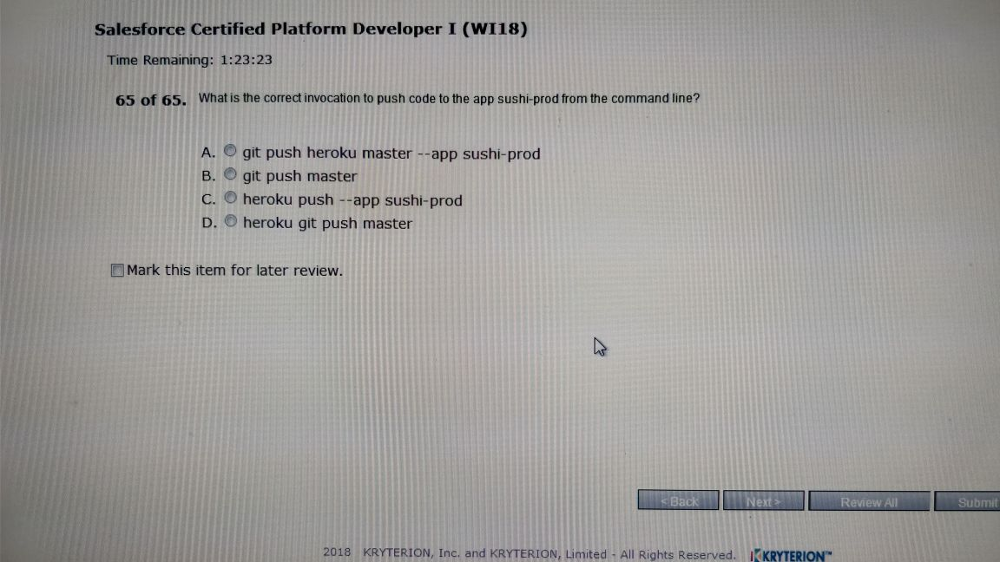 Salesforce Certified Platform Developer I (WI18)
Time Remaining: 1:23:23
65 of 65. What is the correct invocation to push code to the app sushi-prod from the command line?
A. git push heroku master --app sushi-prod
B. git push master
C. heroku push --app sushi-prod
D. heroku git push master
Mark this item for later review.
< Back Next > Review All Submit
2018 KRYTERION, Inc. and KRYTERION, Limited - All Rights Reserved. KRYTERION™